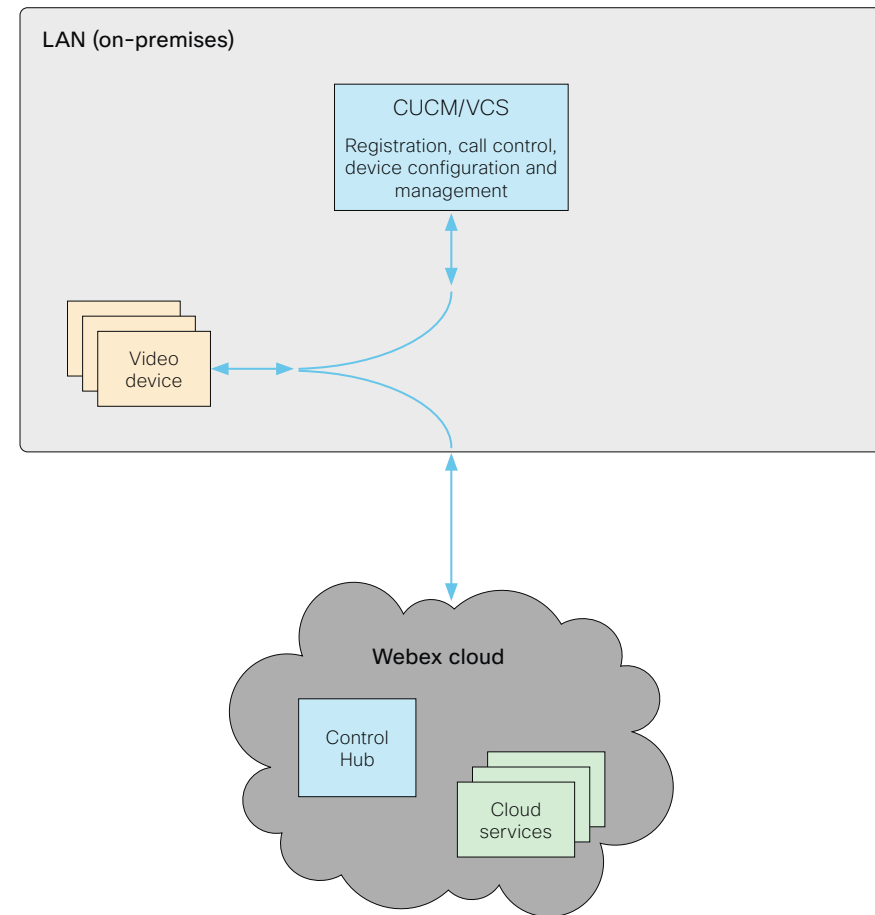 LAN (on-premises)
CUCM/VCS
Registration, call control,
device configuration and
management
Video
device
Webex cloud
Control
Hub
Cloud
services